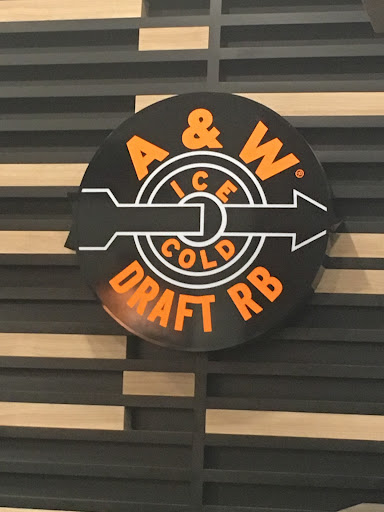 A & W®
ICE
COLD
DRAFT RB